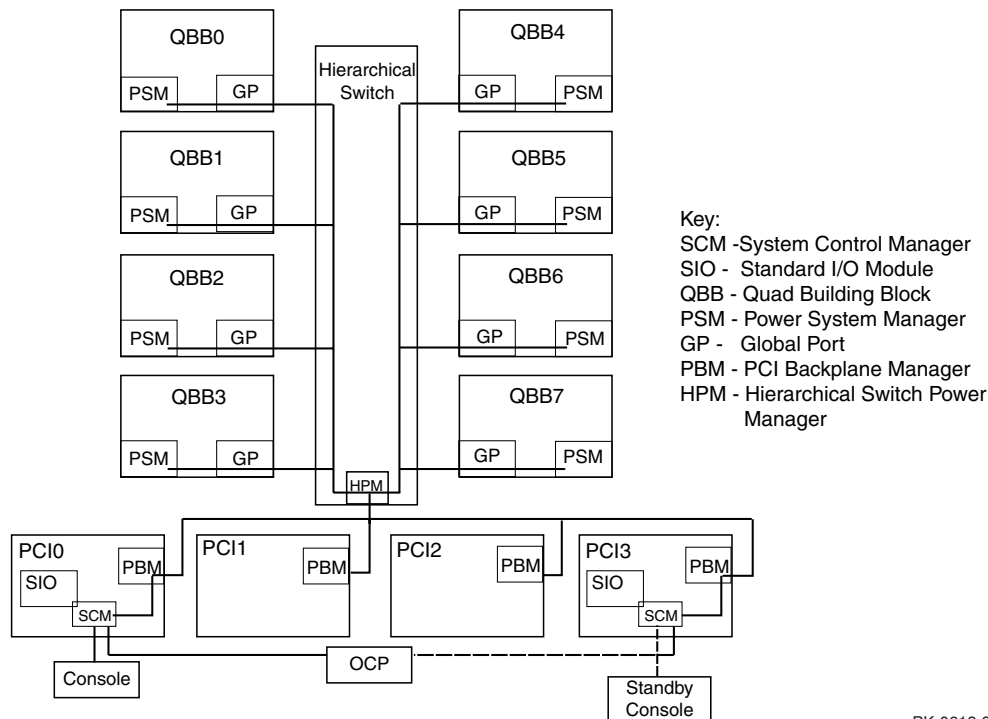 QBB0
PSM
GP
QBB1
PSM
GP
QBB2
PSM
GP
QBB3
PSM
GP
Hierarchical
Switch
HPM
QBB4
GP
PSM
QBB5
GP
PSM
QBB6
GP
PSM
QBB7
GP
PSM
Key:
SCM -System Control Manager
SIO - Standard I/O Module
QBB - Quad Building Block
PSM - Power System Manager
GP - Global Port
PBM - PCI Backplane Manager
HPM - Hierarchical Switch Power
Manager
PCI0
PBM
SIO
SCM
PCI1
PBM
PCI2
PBM
PCI3
PBM
SIO
SCM
Console
OCP
Standby
Console